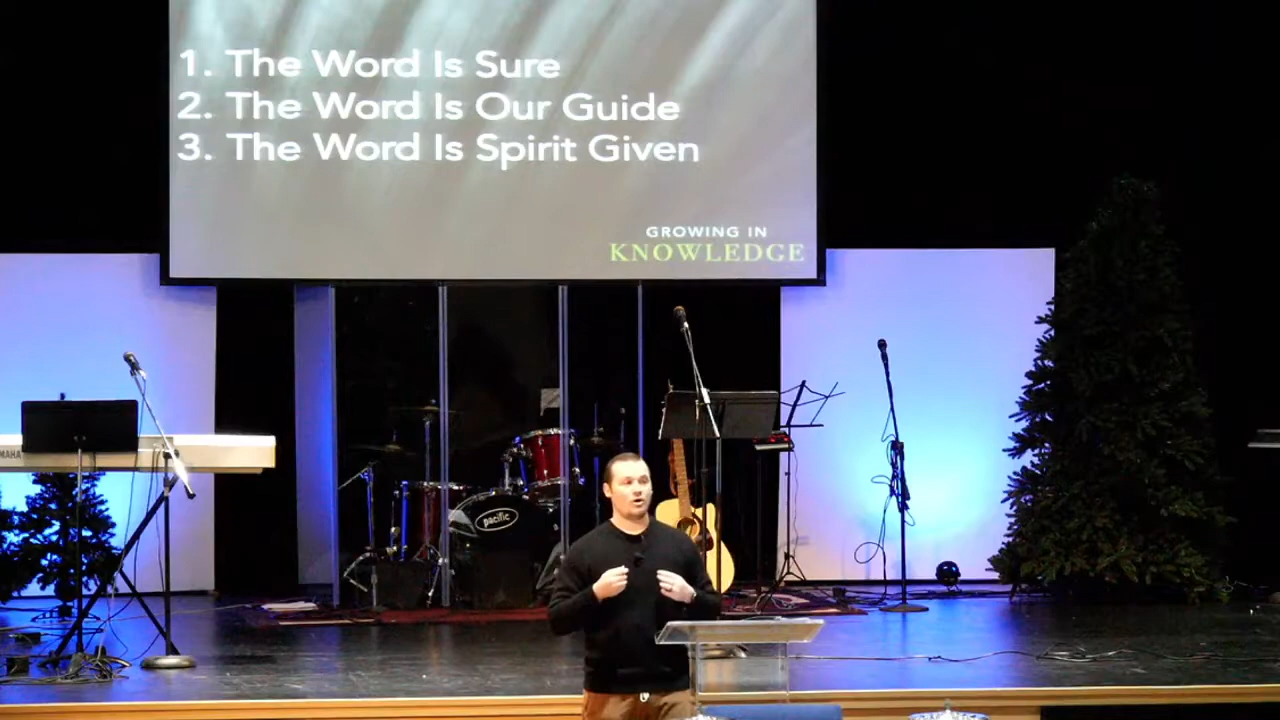 1. The Word Is Sure
2. The Word Is Our Guide
3. The Word Is Spirit Given
GROWING IN
KNOWLEDGE
MAHA
pacific